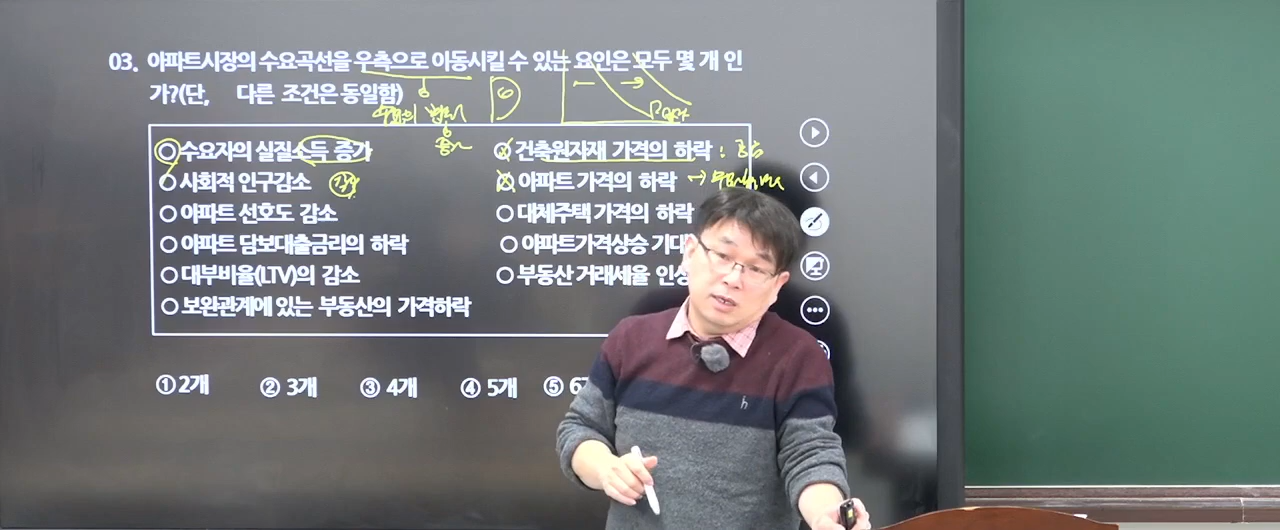 03. 아파트시장의 수요곡선을 우측으로 이동시킬 수 있는 요인은 모두 몇 개 인
가?(단, 다른 조건은 동일함)
○ 수요자의 실질소득 증가
○ 건축원자재 가격의 하락
○ 사회적 인구감소
○ 아파트 가격의 하락
○ 아파트 선호도 감소
○ 대체주택 가격의 하락
○ 아파트 담보대출금리의 하락
○ 아파트가격상승 기대
○ 대부비율(LTV)의 감소
○ 부동산 거래세율 인상
○ 보완관계에 있는 부동산의 가격하락
① 2개 ② 3개 ③ 4개 ④ 5개 ⑤ 6